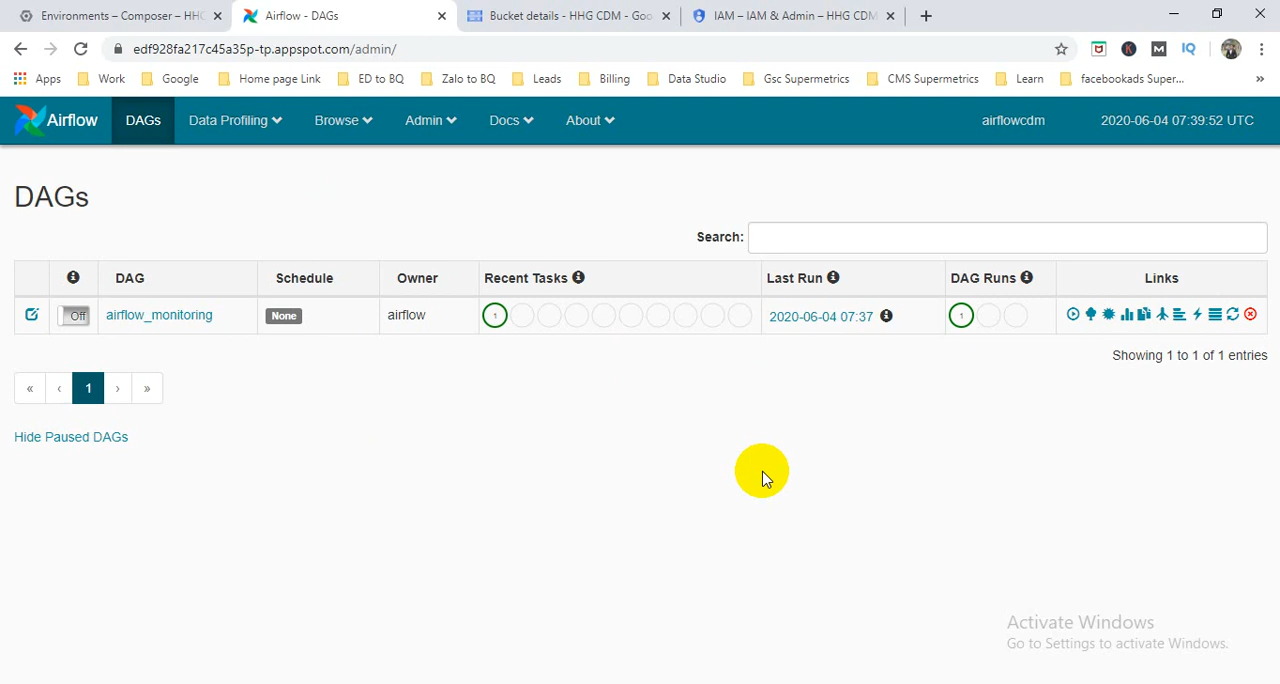 Environments – Composer – HHG
Airflow - DAGs
Bucket details - HHG CDM - Goo
IAM – IAM & Admin – HHG CDM
edf928fa217c45a35p-tp.appspot.com/admin/
Apps Work Google Home page Link ED to BQ Zalo to BQ Leads Billing Data Studio Gsc Supermetrics CMS Supermetrics Learn facebookads Super... »
Airflow DAGs Data Profiling Browse Admin Docs About airflowcdm 2020-06-04 07:39:52 UTC
DAGs
Search:
DAG Schedule Owner Recent Tasks Last Run DAG Runs Links
Off airflow_monitoring None airflow 1 2020-06-04 07:37 1
Showing 1 to 1 of 1 entries
« ‹ 1 › »
Hide Paused DAGs
Activate Windows
Go to Settings to activate Windows.